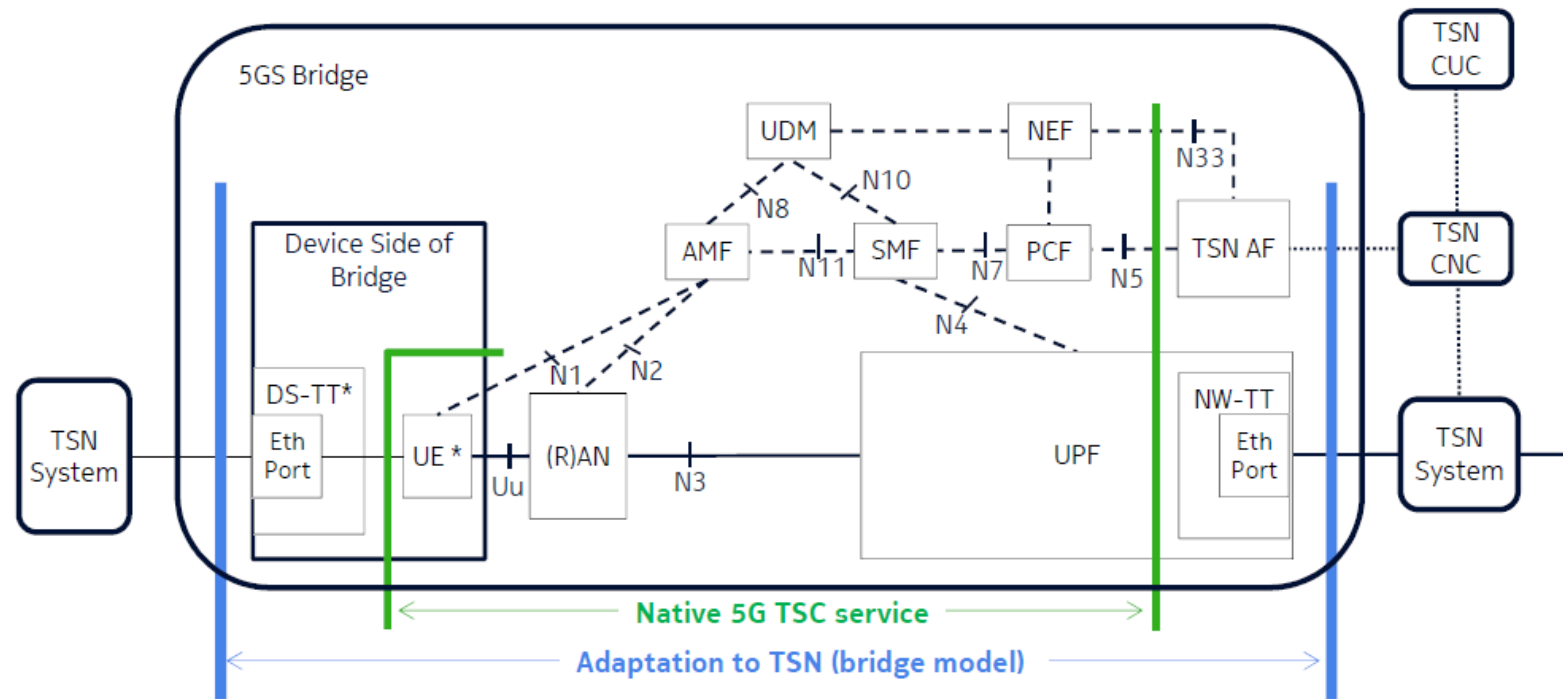 TSN
CUC
5GS Bridge
UDM
NEF
N33
N10
N8
Device Side of
Bridge
AMF
N11
SMF
N7
PCF
N5
TSN AF
TSN
CNC
N4
N1
N2
DS-TT*
NW-TT
TSN
System
Eth
Port
UE *
Uu
(R)AN
N3
UPF
Eth
Port
TSN
System
Native 5G TSC service
Adaptation to TSN (bridge model)